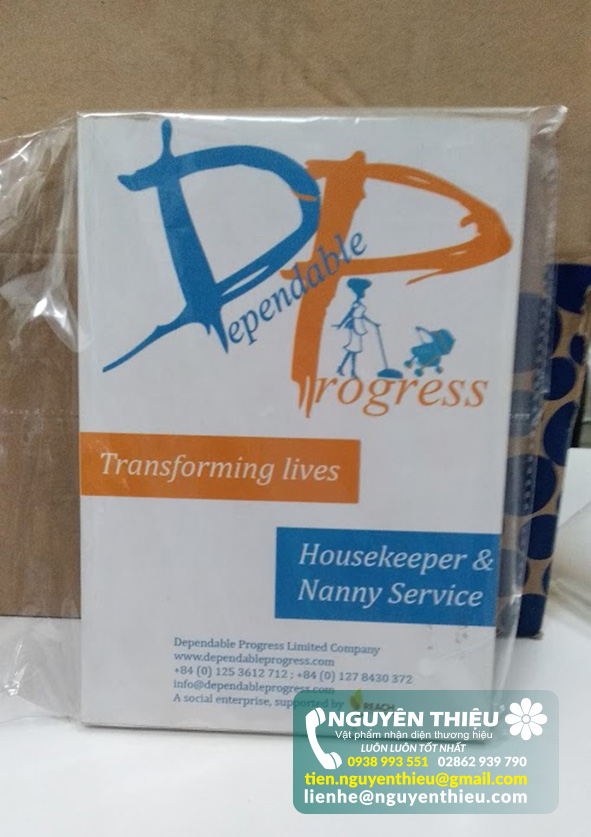 Dependable
Progress
Transforming lives
Housekeeper &
Nanny Service
Dependable Progress Limited Company
www.dependableprogress.com
+84 (0) 125 3612 712 ; +84 (0) 127 8430 372
info@dependableprogress.com
A social enterprise, supported by REACH
NGUYÊN THIỆU
Vật phẩm nhận diện thương hiệu
LUÔN LUÔN TỐT NHẤT
0938 993 551 02862 939 790
tien.nguyenthieu@gmail.com
lienhe@nguyenthieu.com